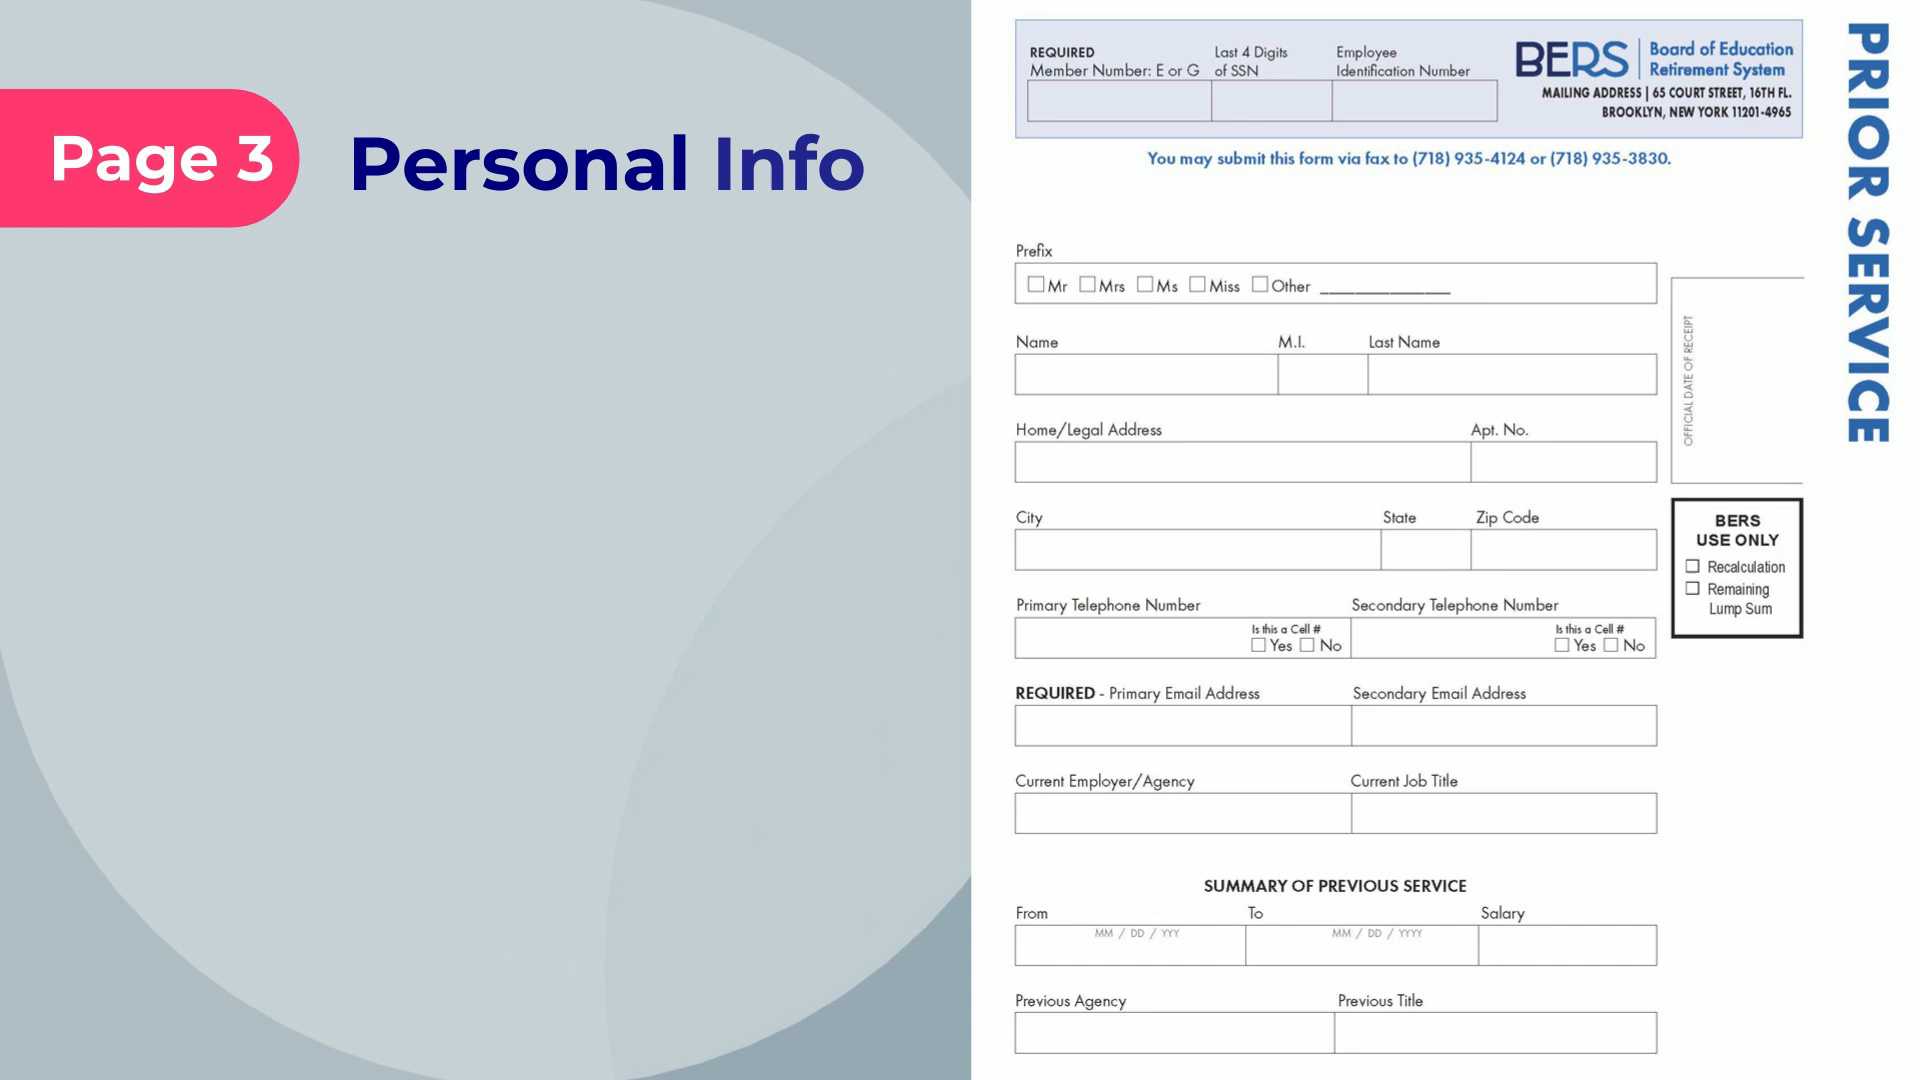 Page 3
Personal Info
REQUIRED
Member Number: E or G
Last 4 Digits
of SSN
Employee
Identification Number
BERS
Board of Education
Retirement System
MAILING ADDRESS | 65 COURT STREET, 16TH FL.
BROOKLYN, NEW YORK 11201-4965
PRIOR SERVICE
You may submit this form via fax to (718) 935-4124 or (718) 935-3830.
Prefix
Mr Mrs Ms Miss Other _______________
OFFICIAL DATE OF RECEIPT
Name M.I. Last Name
Home/Legal Address Apt. No.
City State Zip Code
BERS
USE ONLY
Recalculation
Remaining
Lump Sum
Primary Telephone Number Secondary Telephone Number
Is this a Cell # Is this a Cell #
Yes No Yes No
REQUIRED - Primary Email Address Secondary Email Address
Current Employer/Agency Current Job Title
SUMMARY OF PREVIOUS SERVICE
From To Salary
MM / DD / YYY MM / DD / YYYY
Previous Agency Previous Title